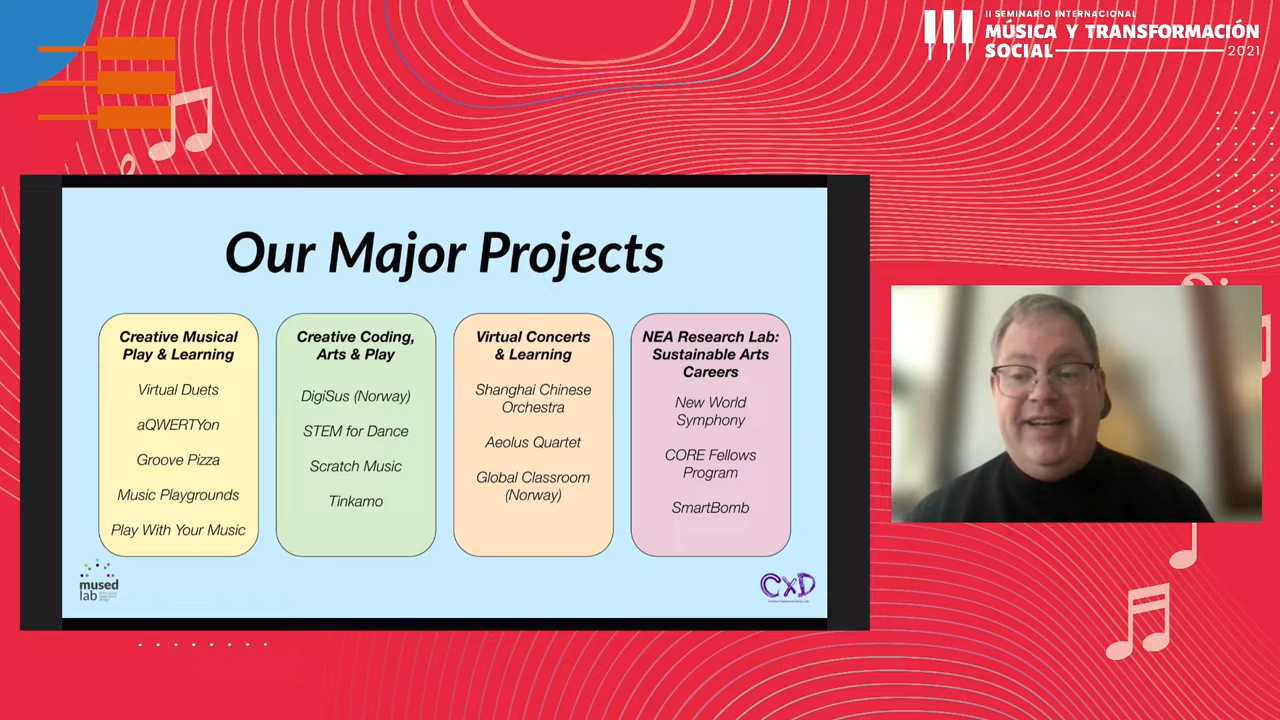 II SEMINARIO INTERNACIONAL
MÚSICA Y TRANSFORMACIÓN
SOCIAL
2021
Our Major Projects
Creative Musical
Play & Learning
Virtual Duets
aQWERTYon
Groove Pizza
Music Playgrounds
Play With Your Music
Creative Coding,
Arts & Play
DigiSus (Norway)
STEM for Dance
Scratch Music
Tinkamo
Virtual Concerts
& Learning
Shanghai Chinese
Orchestra
Aeolus Quartet
Global Classroom
(Norway)
NEA Research Lab:
Sustainable Arts
Careers
New World
Symphony
CORE Fellows
Program
SmartBomb
mused
lab
CxD